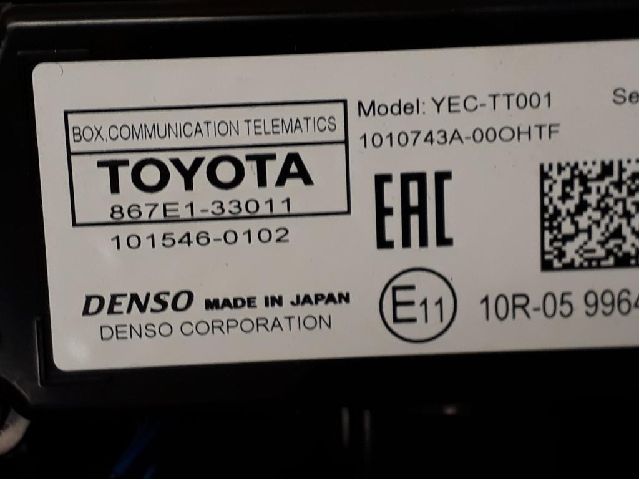 BOX,COMMUNICATION TELEMATICS
TOYOTA
867E1-33011
101546-0102
DENSO MADE IN JAPAN
DENSO CORPORATION
Model: YEC-TT001
1010743A-00OHTF
EAC
E11 10R-05 9964
Se